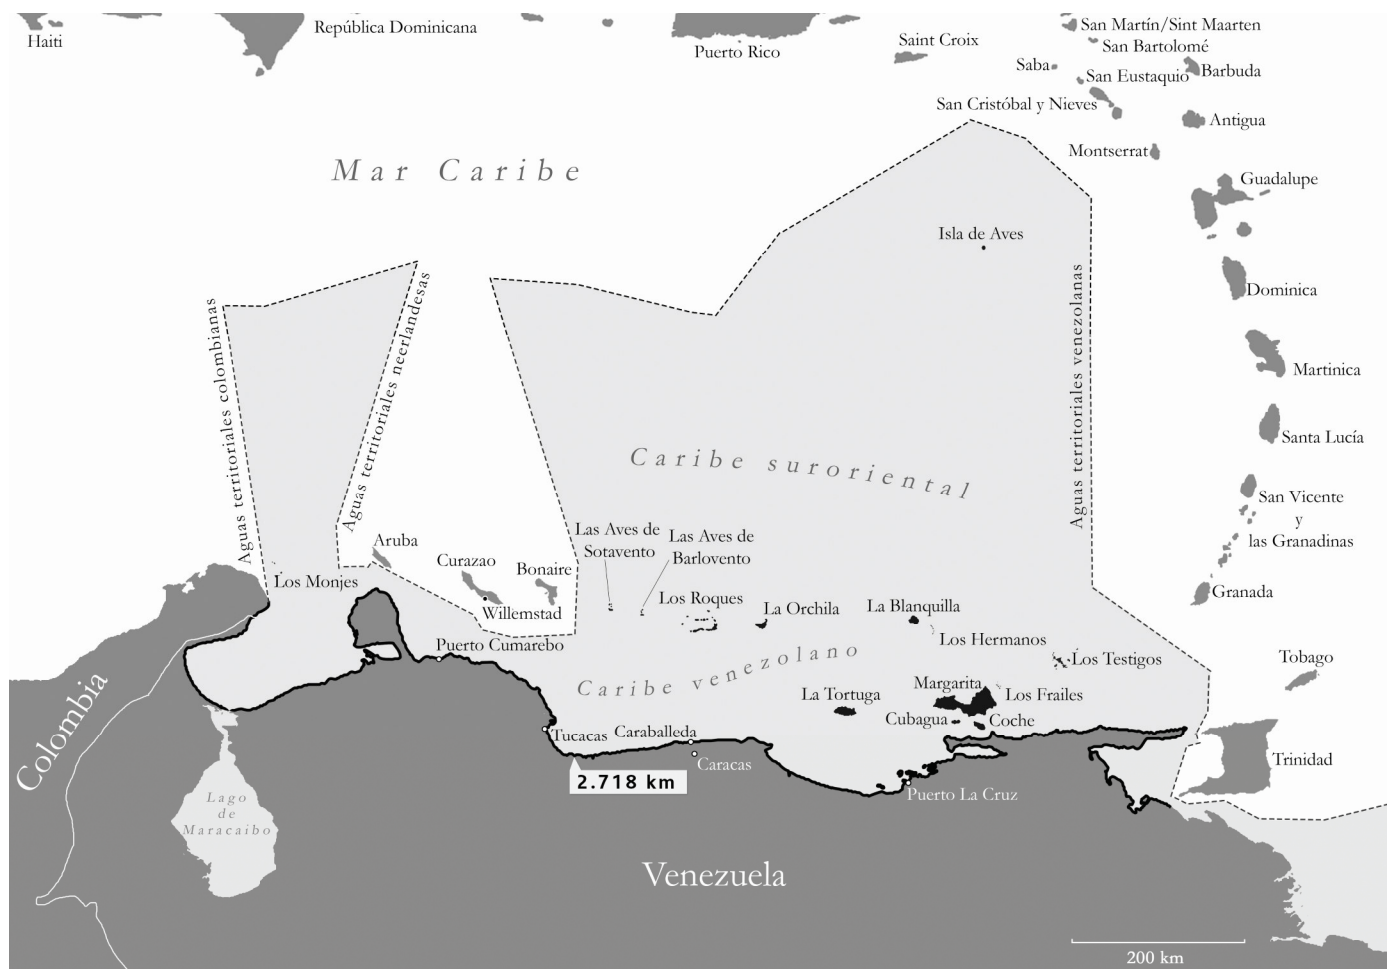 Haiti
República Dominicana
Puerto Rico
Saint Croix
San Martín/Sint Maarten
San Bartolomé
Saba
San Eustaquio
Barbuda
San Cristóbal y Nieves
Antigua
Montserrat
Guadalupe
Mar Caribe
Isla de Aves
Dominica
Martinica
Santa Lucía
San Vicente
y
las Granadinas
Granada
Tobago
Trinidad
Aguas territoriales colombianas
Aguas territoriales neerlandesas
Aguas territoriales venezolanas
Caribe suroriental
Los Monjes
Aruba
Curazao
Bonaire
Willemstad
Las Aves de
Sotavento
Las Aves de
Barlovento
Los Roques
La Orchila
La Blanquilla
Los Hermanos
Los Testigos
Puerto Cumarebo
Caribe venezolano
La Tortuga
Margarita
Los Frailes
Cubagua
Coche
Tucacas
Caraballeda
Caracas
2.718 km
Puerto La Cruz
Colombia
Lago
de
Maracaibo
Venezuela
200 km